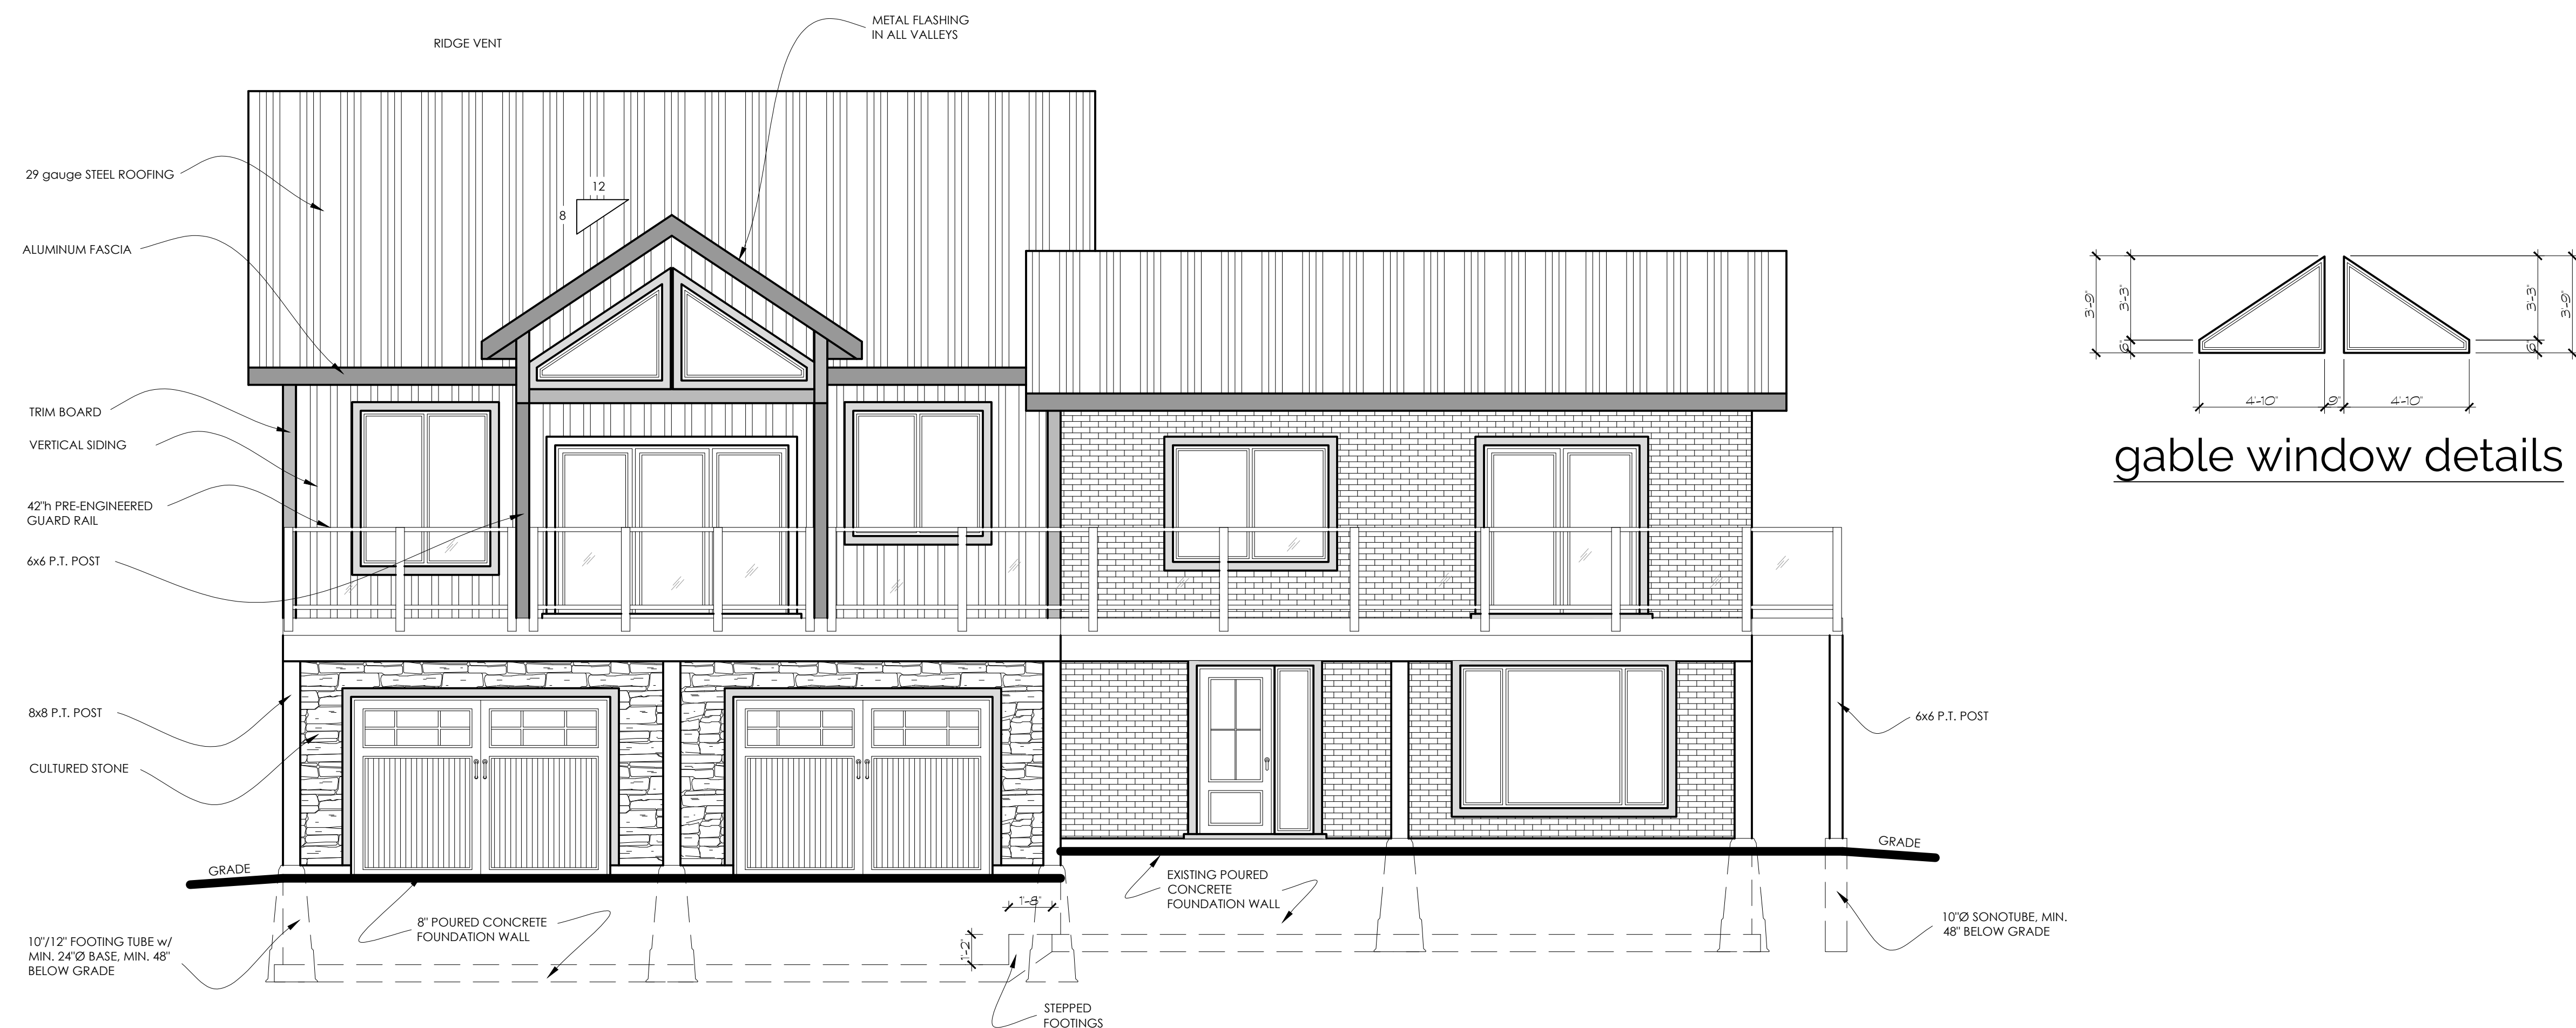 RIDGE VENT
METAL FLASHING
IN ALL VALLEYS
29 gauge STEEL ROOFING
12
8
ALUMINUM FASCIA
TRIM BOARD
VERTICAL SIDING
42"h PRE-ENGINEERED
GUARD RAIL
6x6 P.T. POST
8x8 P.T. POST
CULTURED STONE
GRADE
10"/12" FOOTING TUBE w/
MIN. 24"Ø BASE, MIN. 48"
BELOW GRADE
8" POURED CONCRETE
FOUNDATION WALL
1'-8"
1'-2"
STEPPED
FOOTINGS
EXISTING POURED
CONCRETE
FOUNDATION WALL
6x6 P.T. POST
GRADE
10"Ø SONOTUBE, MIN.
48" BELOW GRADE
3'-9"
3'-3"
6"
3'-3"
6"
3'-9"
4'-10"
9"
4'-10"
gable window details